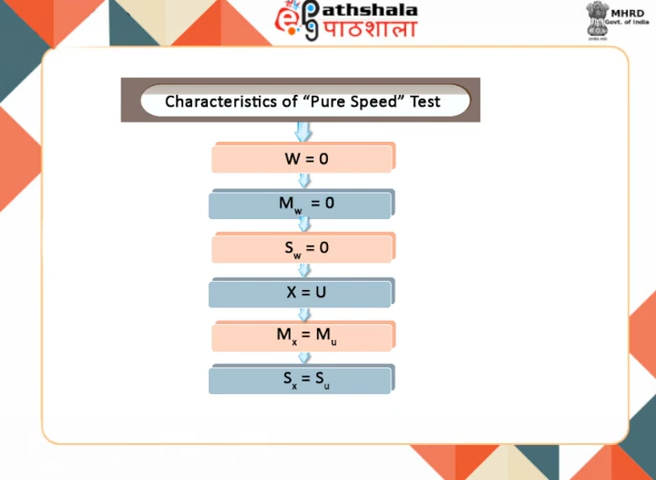 ePathshala
पाठशाला
MHRD
Govt. of India
Characteristics of “Pure Speed” Test
W = 0
Mw = 0
Sw = 0
X = U
Mx = Mu
Sx = Su